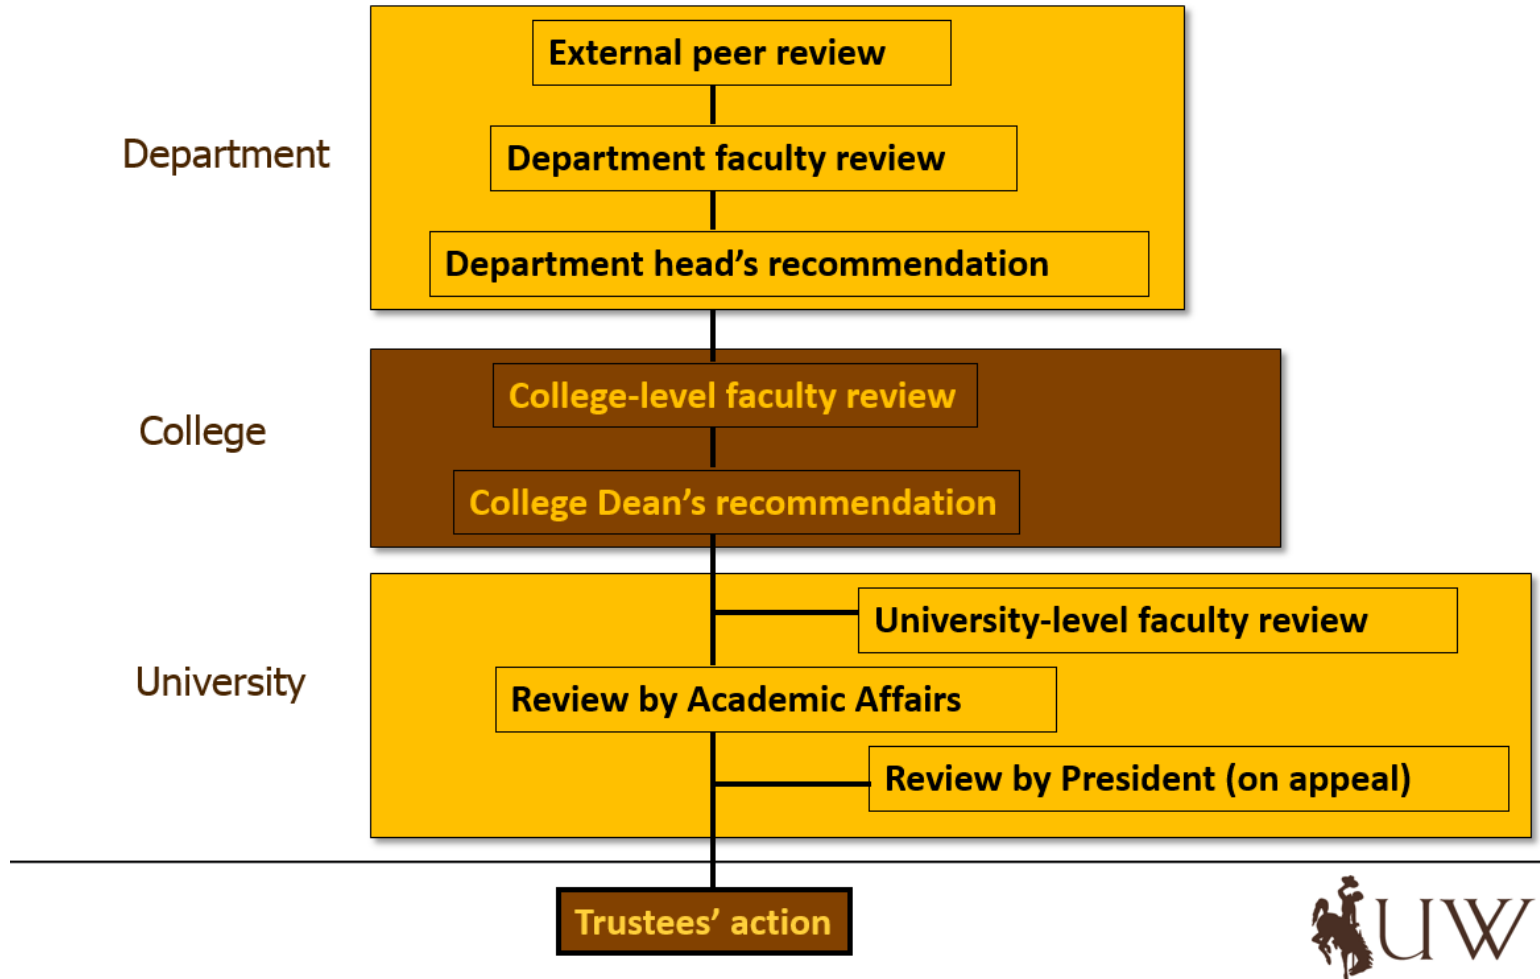 External peer review
Department
Department faculty review
Department head’s recommendation
College-level faculty review
College
College Dean’s recommendation
University-level faculty review
University
Review by Academic Affairs
Review by President (on appeal)
Trustees’ action
UW